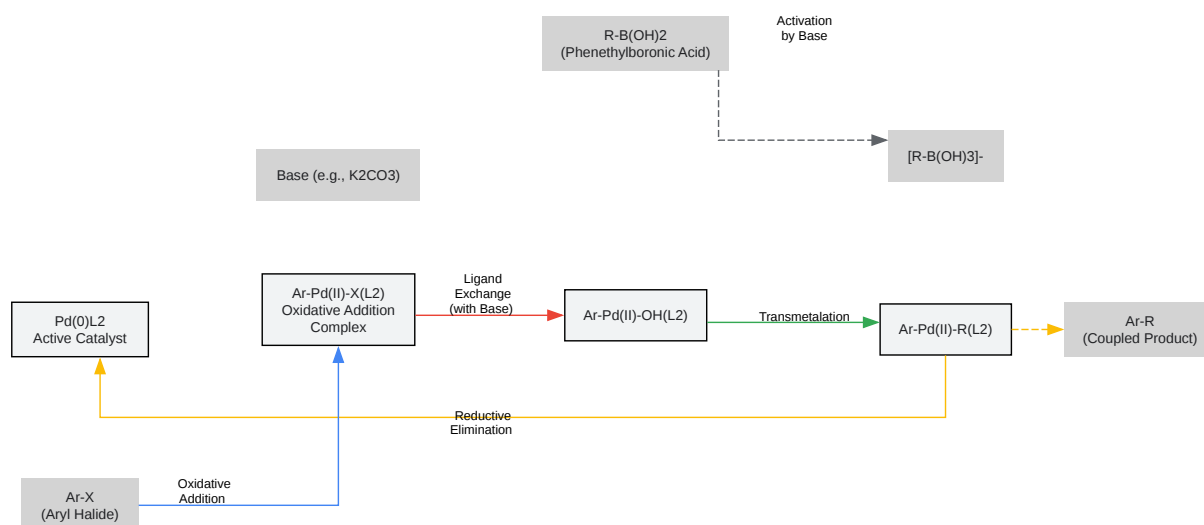 R-B(OH)2
(Phenethylboronic Acid)
Activation
by Base
[R-B(OH)3]-
Base (e.g., K2CO3)
Pd(0)L2
Active Catalyst
Ar-Pd(II)-X(L2)
Oxidative Addition
Complex
Ligand
Exchange
(with Base)
Ar-Pd(II)-OH(L2)
Transmetalation
Ar-Pd(II)-R(L2)
Ar-R
(Coupled Product)
Reductive
Elimination
Ar-X
(Aryl Halide)
Oxidative
Addition